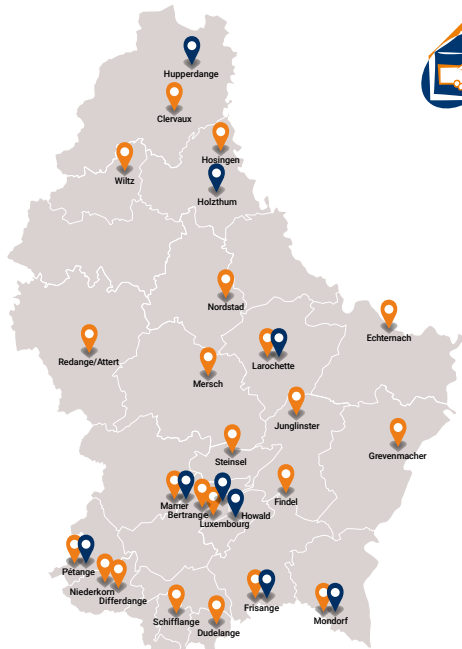 Hupperdange
Clervaux
Hosingen
Wiltz
Holzthum
Nordstad
Echternach
Redange/Attert
Larochette
Mersch
Junglinster
Grevenmacher
Steinsel
Findel
Mamer
Bertrange
Howald
Luxembourg
Pétange
Niederkorn
Differdange
Frisange
Mondorf
Schifflange
Dudelange